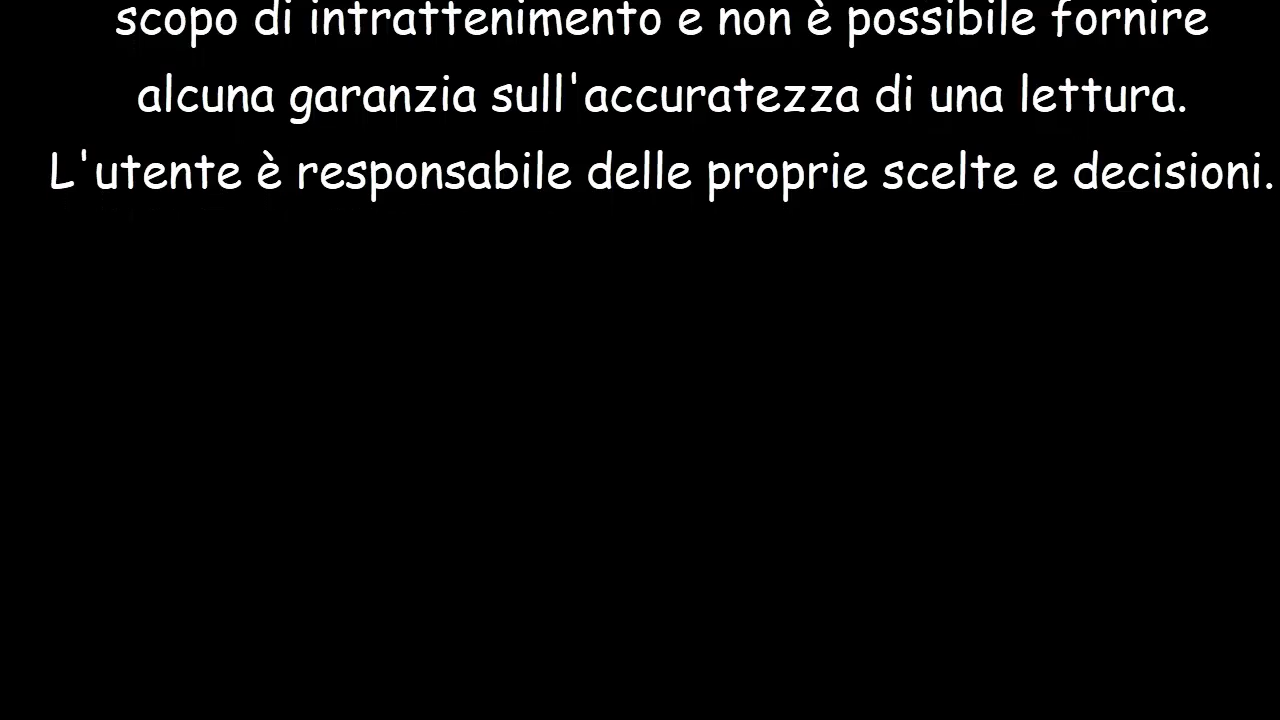 scopo di intrattenimento e non è possibile fornire
alcuna garanzia sull'accuratezza di una lettura.
L'utente è responsabile delle proprie scelte e decisioni.